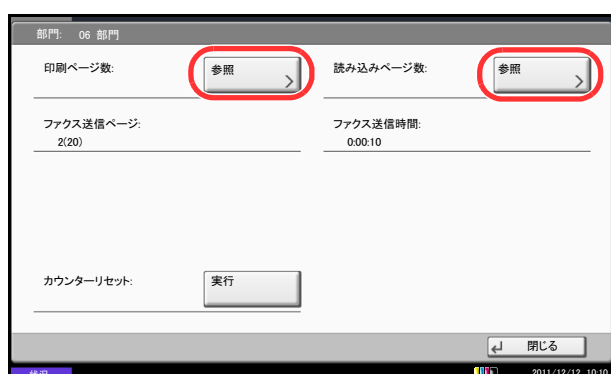 部門: 06 部門
印刷ページ数: 参照 読み込みページ数: 参照
ファクス送信ページ: ファクス送信時間:
2(20) 0:00:10
カウンターリセット: 実行
閉じる
状況 2011/12/12 10:10